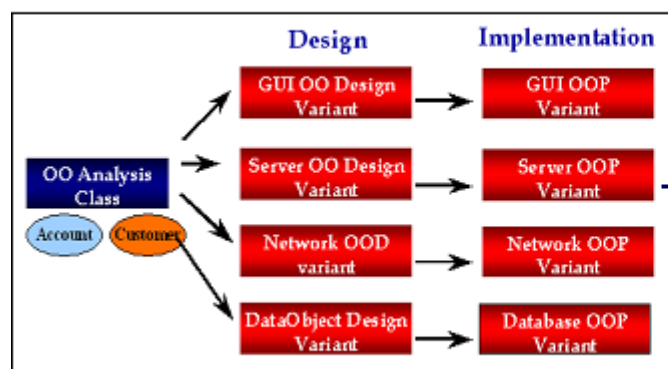 Design
Implementation
GUI OO Design
Variant
GUI OOP
Variant
OO Analysis
Class
Account
Customer
Server OO Design
Variant
Server OOP
Variant
Network OOD
variant
Network OOP
Variant
DataObject Design
Variant
Database OOP
Variant